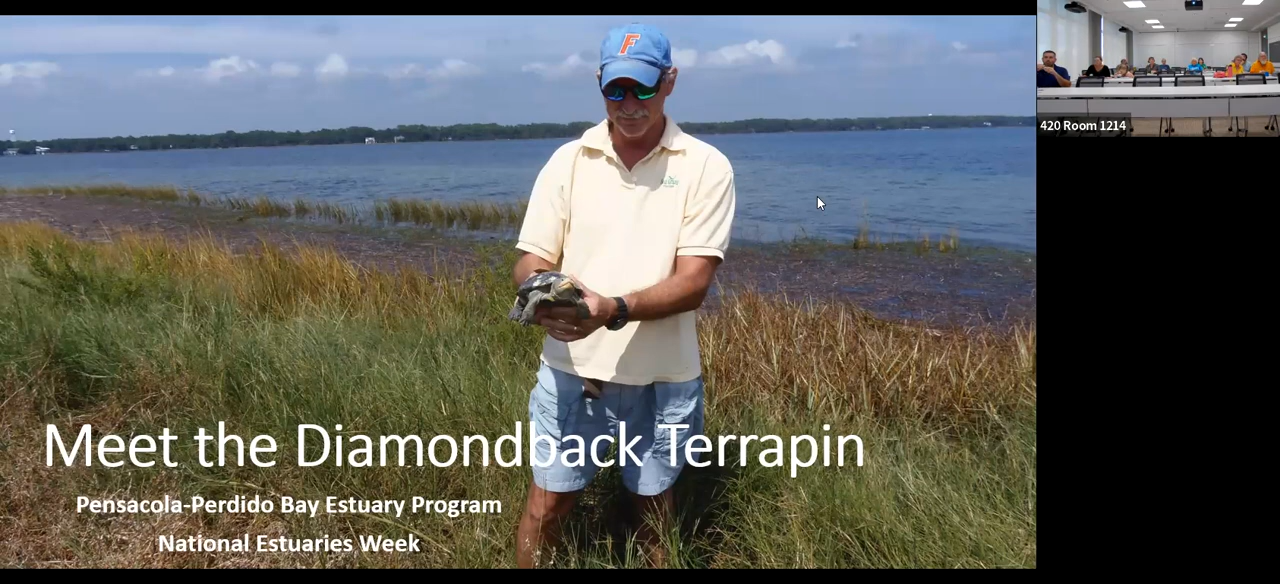 F
420 Room 1214
Meet the Diamondback Terrapin
Pensacola-Perdido Bay Estuary Program
National Estuaries Week